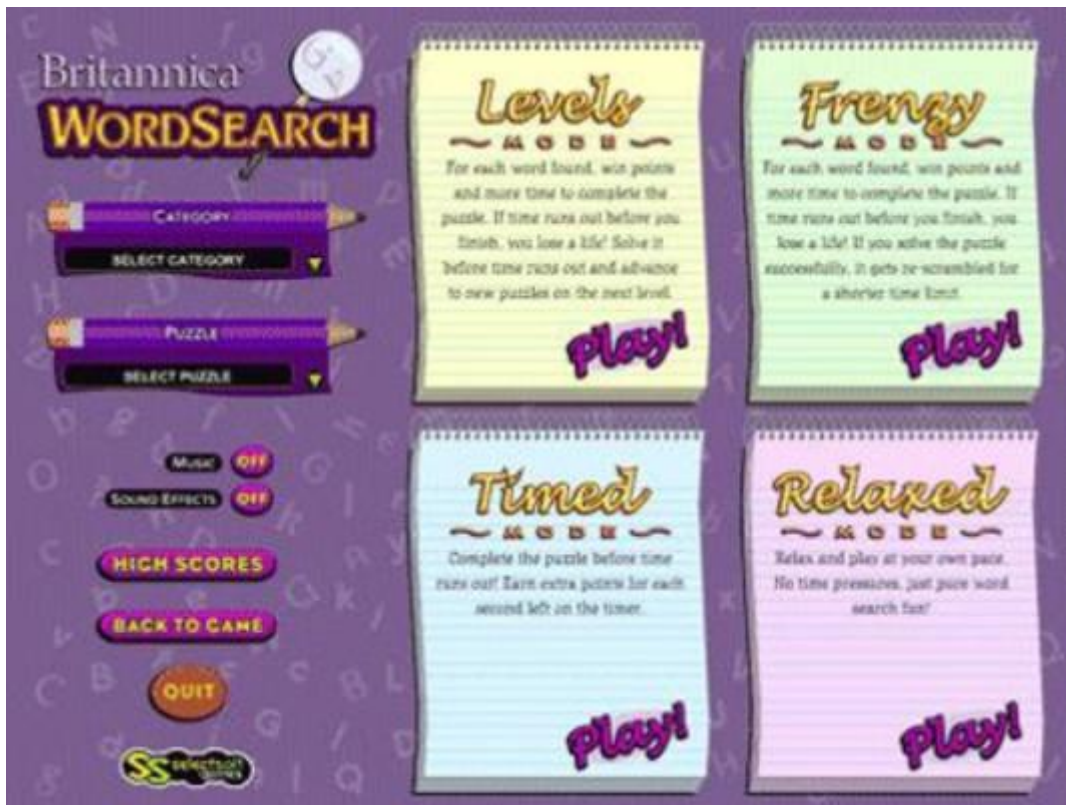 Britannica
WORDSEARCH
CATEGORY
SELECT CATEGORY
PUZZLE
SELECT PUZZLE
MUSIC OFF
SOUND EFFECTS OFF
HIGH SCORES
BACK TO GAME
QUIT
SS selectsoft
games
Levels
MODE
For each word found, win points
and more time to complete the
puzzle. If time runs out before you
finish, you lose a life! Solve it
before time runs out and advance
to new puzzles on the next level.
Play!
Frenzy
MODE
For each word found, win points and
more time to complete the puzzle. If
time runs out before you finish, you
lose a life! If you solve the puzzle
successfully, it gets re-scrambled for
a shorter time limit.
Play!
Timed
MODE
Complete the puzzle before time
runs out! Earn extra points for each
second left on the timer.
Play!
Relaxed
MODE
Relax and play at your own pace.
No time pressures, just pure word
search fun!
Play!